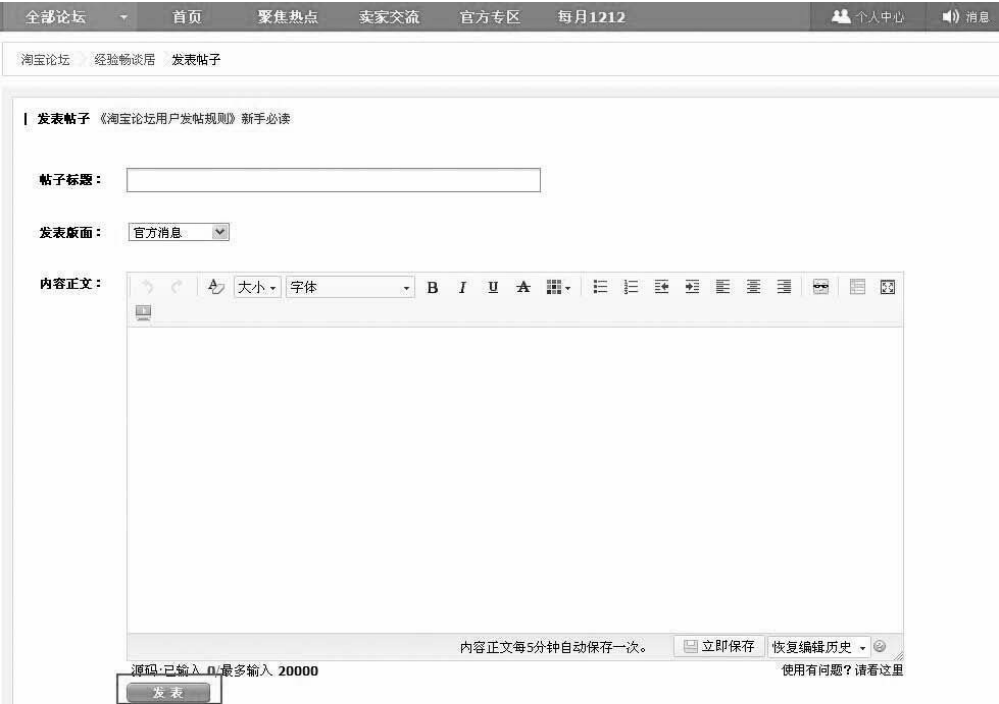 全部论坛 首页 聚焦热点 卖家交流 官方专区 每月1212 个人中心 消息
淘宝论坛 经验畅谈居 发表帖子
发表帖子 《淘宝论坛用户发帖规则》新手必读
帖子标题：
发表版面： 官方消息
内容正文： 大小 字体 B I U A
内容正文每5分钟自动保存一次。 立即保存 恢复编辑历史
源码:已输入 0/最多输入 20000 使用有问题？请看这里
发表